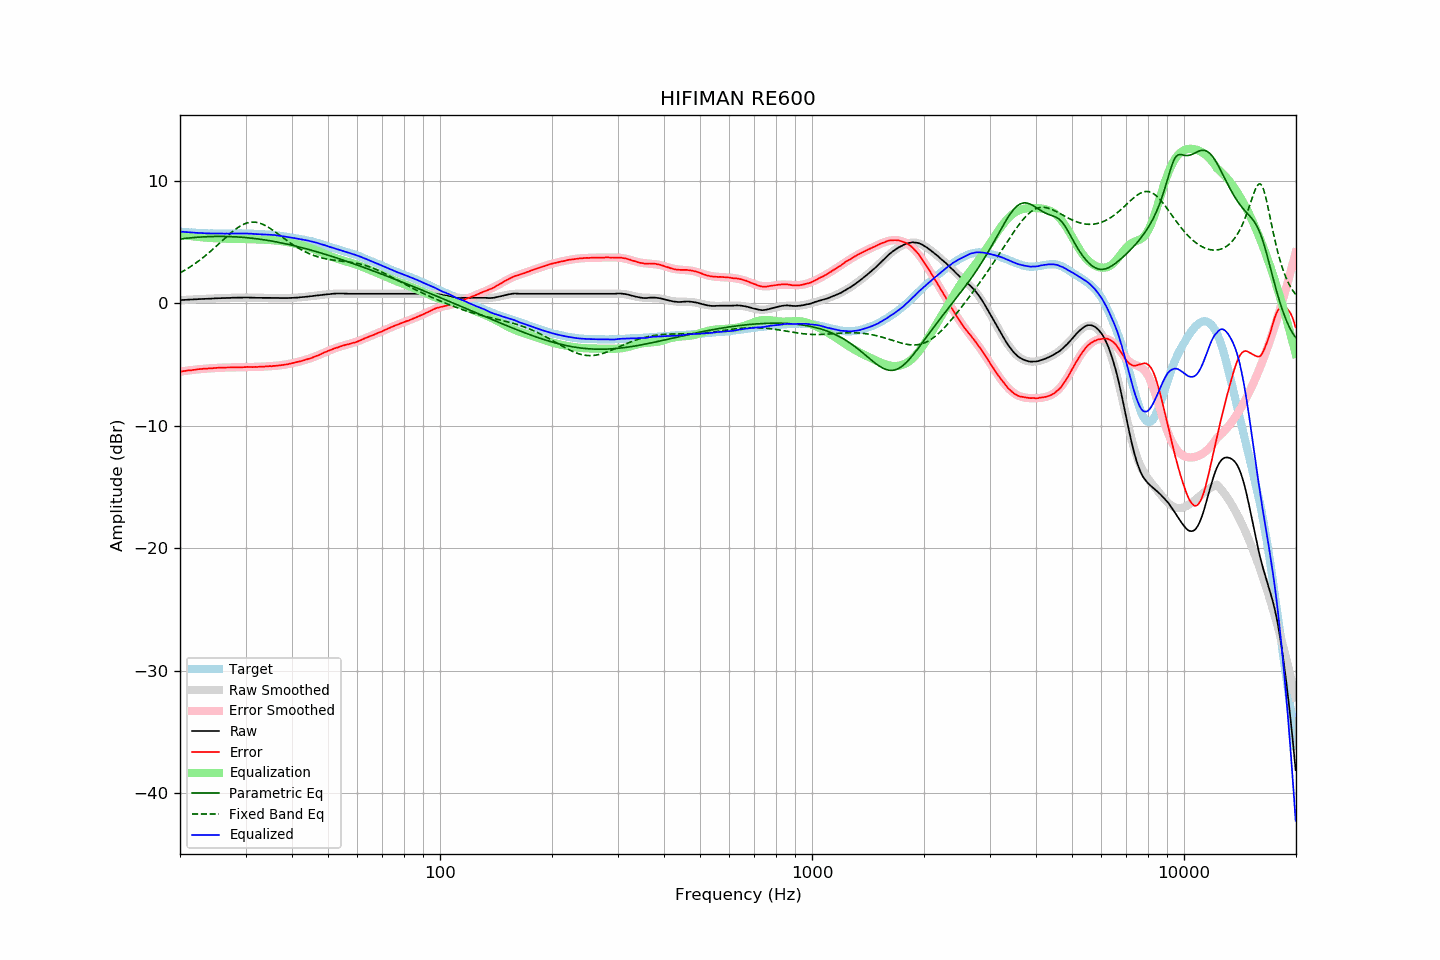 HIFIMAN RE600
10
0
−10
−20
−30
−40
Amplitude (dBr)
100
1000
10000
Frequency (Hz)
Target
Raw Smoothed
Error Smoothed
Raw
Error
Equalization
Parametric Eq
Fixed Band Eq
Equalized